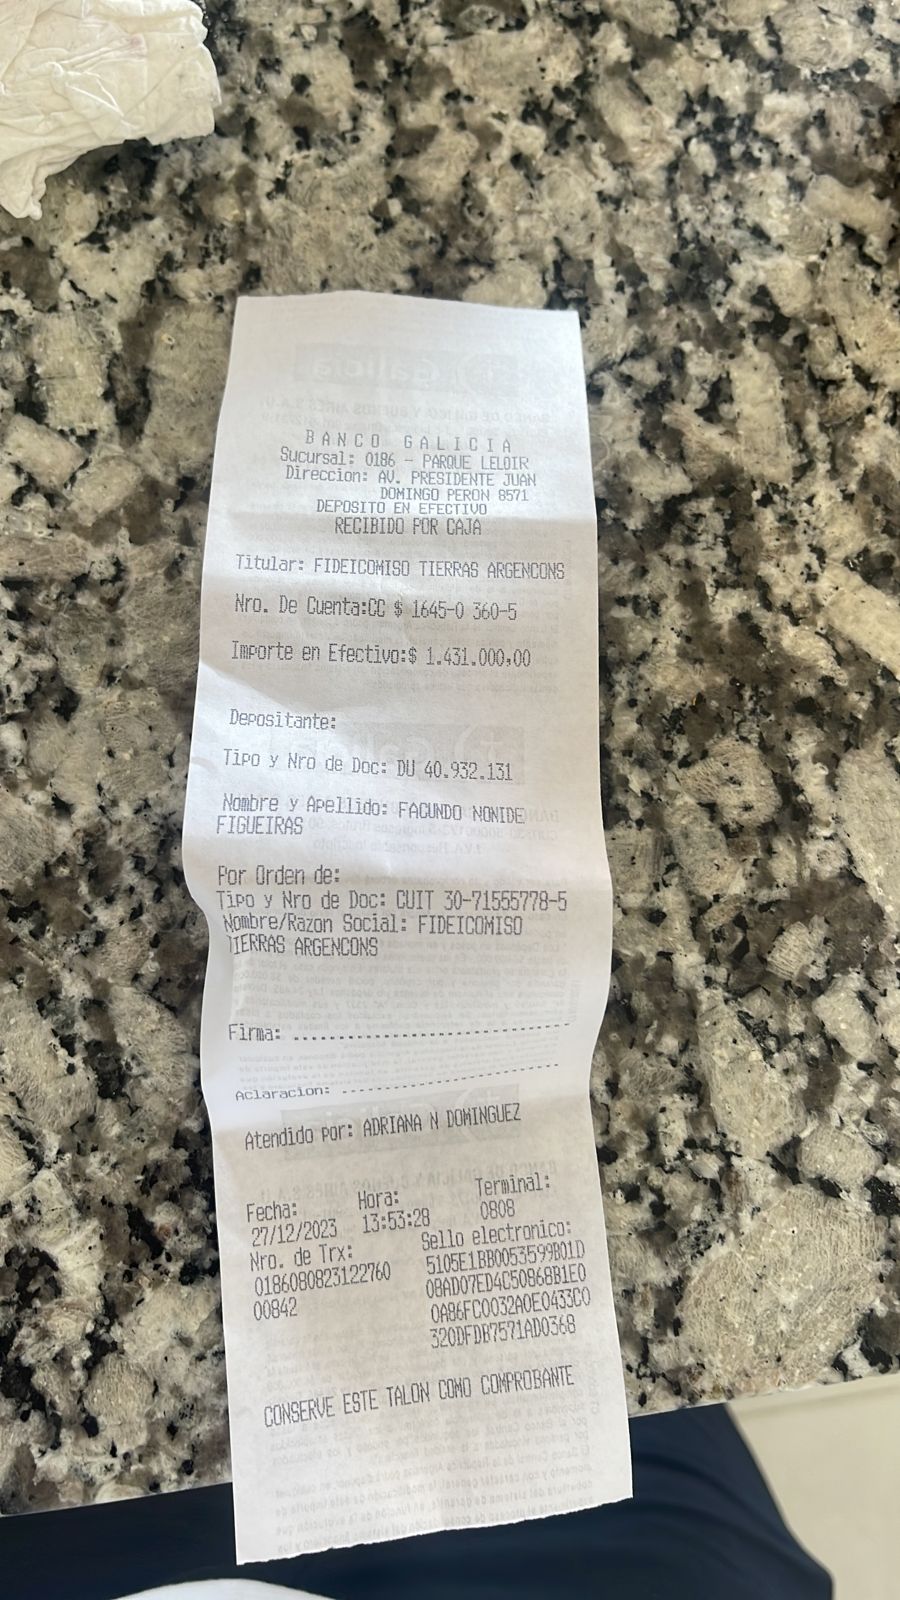 BANCO GALICIA
Sucursal: 0186 - PARQUE LELOIR
Direccion: AV. PRESIDENTE JUAN
DOMINGO PERON 8571
DEPOSITO EN EFECTIVO
RECIBIDO POR CAJA
Titular: FIDEICOMISO TIERRAS ARGENCONS
Nro. De Cuenta:CC $ 1645-0 360-5
Importe en Efectivo:$ 1.431.000,00
Depositante:
Tipo y Nro de Doc: DU 40.932.131
Nombre y Apellido: FACUNDO NONIDE
FIGUEIRAS
Por Orden de:
Tipo y Nro de Doc: CUIT 30-71555778-5
Nombre/Razon Social: FIDEICOMISO
TIERRAS ARGENCONS
Firma: ........................................
Aclaracion: ................................
Atendido por: ADRIANA N DOMINGUEZ
Fecha: Hora: Terminal:
27/12/2023 13:53:28 0808
Nro. de Trx: Sello electronico:
0186080823122760 5105E1BB0053599B01D
00842 08AD07ED4C50868B1E0
0A86FC0032A0E0433C0
320DFDB7571AD0368
CONSERVE ESTE TALON COMO COMPROBANTE